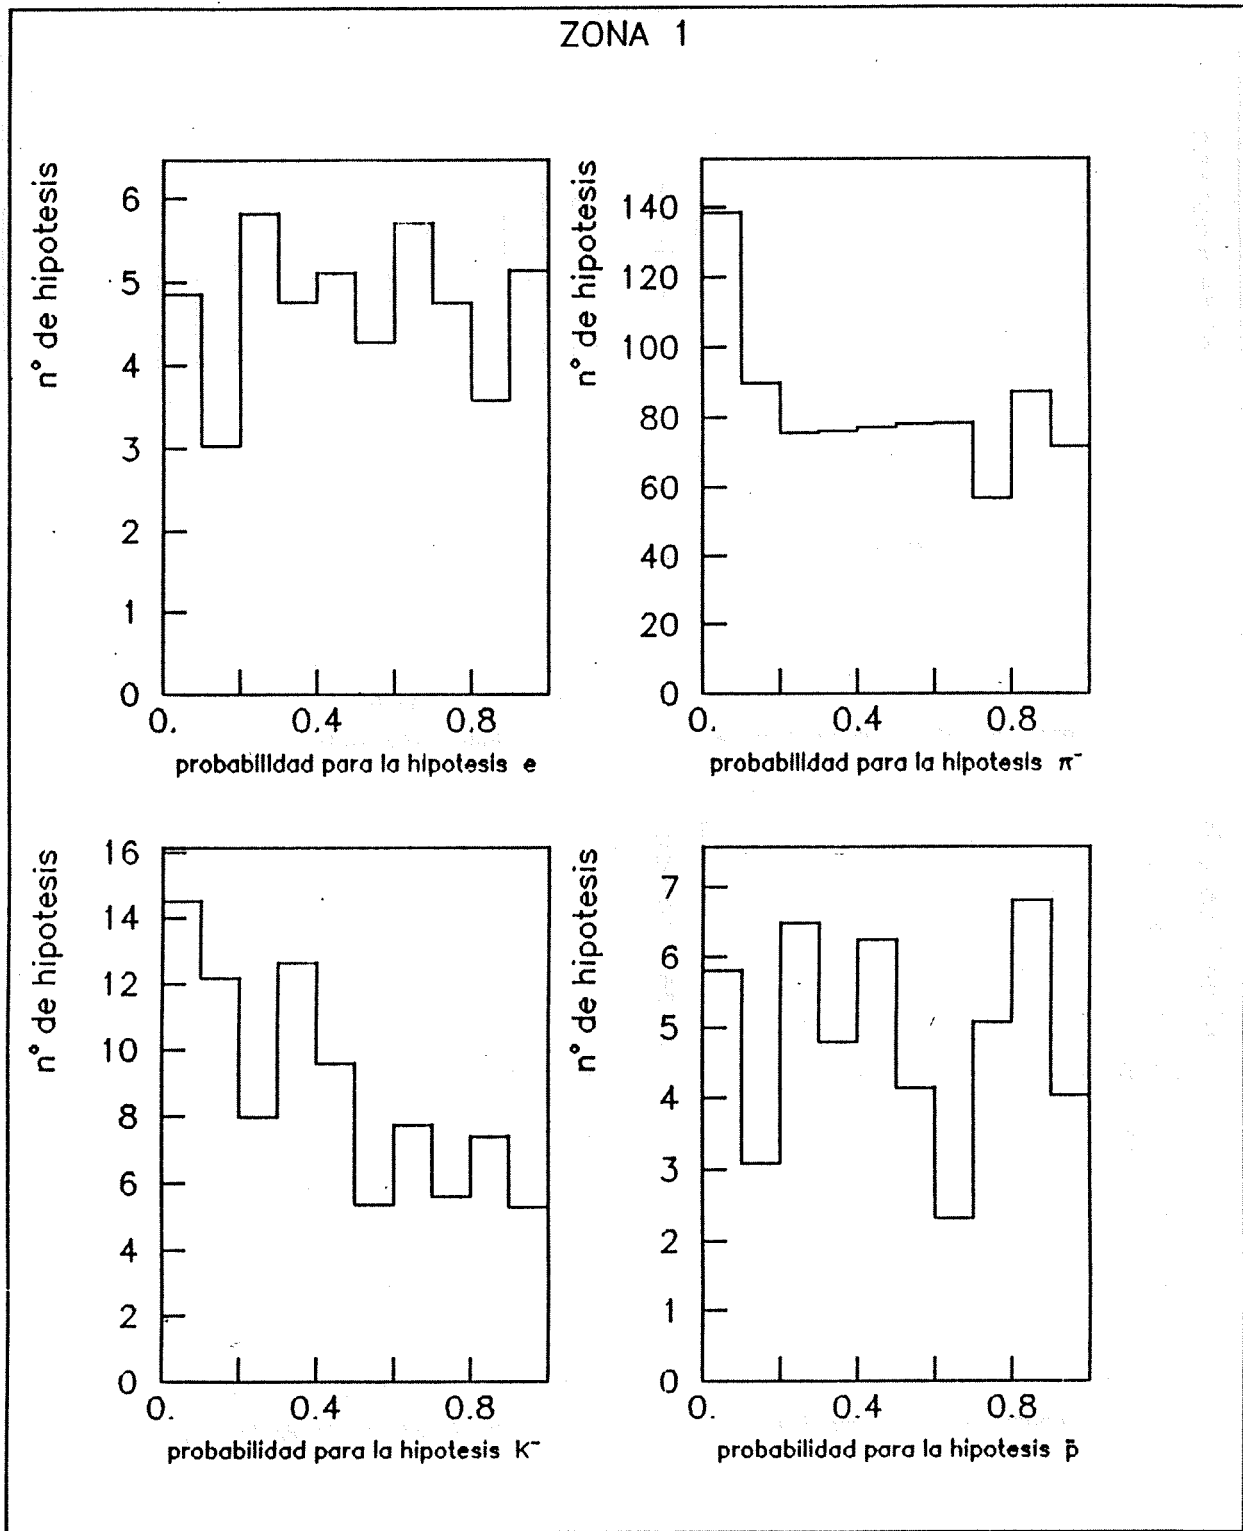 ZONA 1
n° de hipotesis
6
5
4
3
2
1
0
0. 0.4 0.8
probabilidad para la hipotesis e
n° de hipotesis
140
120
100
80
60
40
20
0
0. 0.4 0.8
probabilidad para la hipotesis π⁻
n° de hipotesis
16
14
12
10
8
6
4
2
0
0. 0.4 0.8
probabilidad para la hipotesis K⁻
n° de hipotesis
7
6
5
4
3
2
1
0
0. 0.4 0.8
probabilidad para la hipotesis p̄